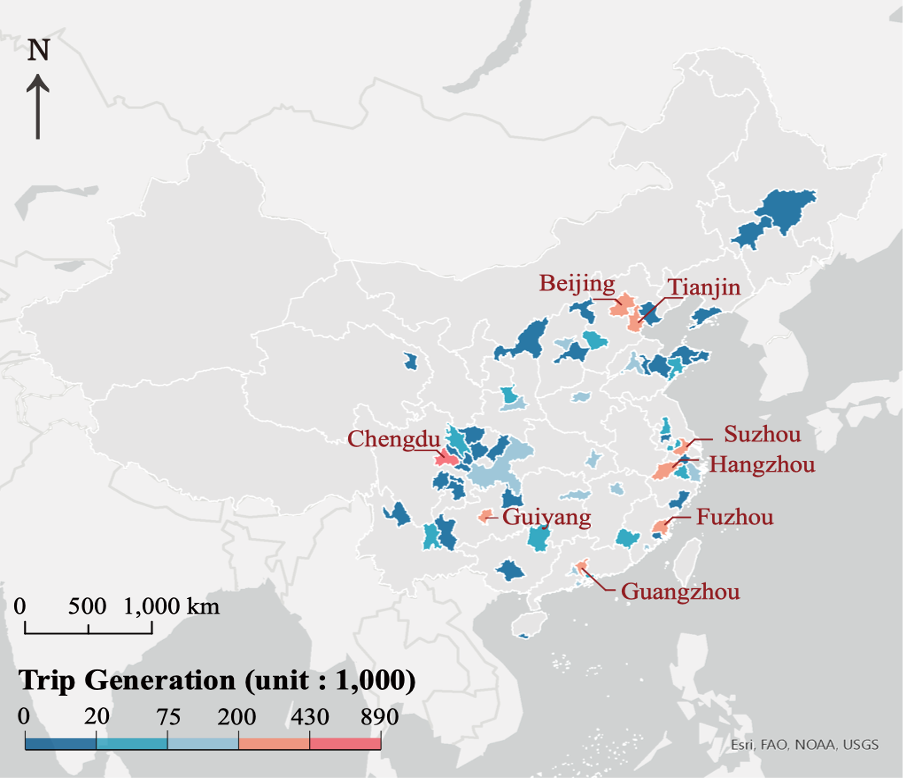 N
Beijing
Tianjin
Chengdu
Suzhou
Hangzhou
Guiyang
Fuzhou
Guangzhou
0 500 1,000 km
Trip Generation (unit : 1,000)
0 20 75 200 430 890
Esri, FAO, NOAA, USGS